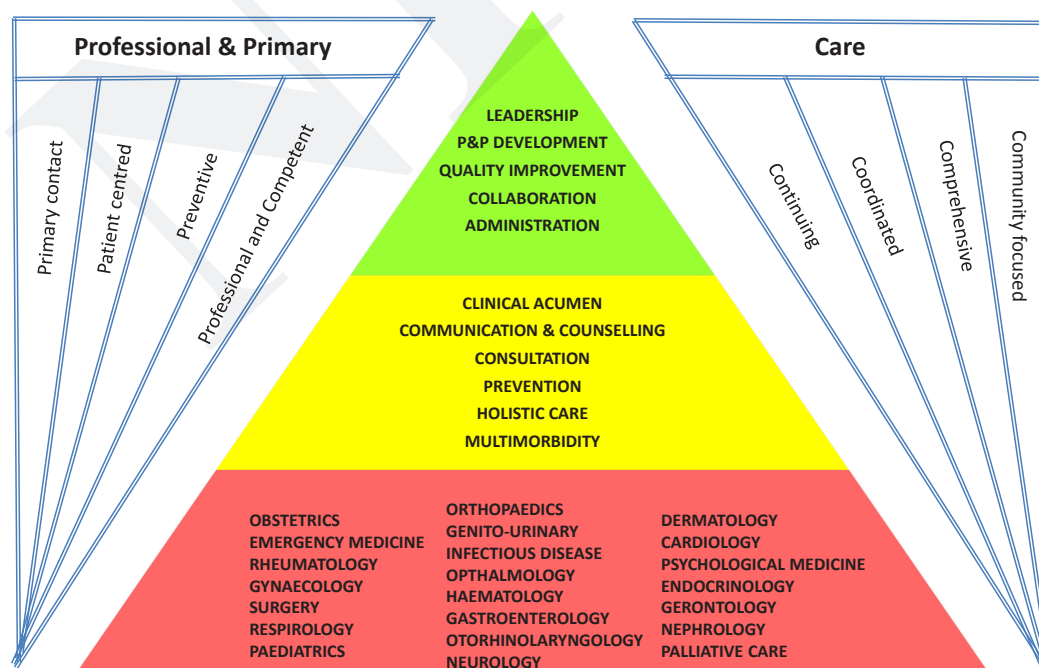 Professional & Primary
Primary contact
Patient centred
Preventive
Professional and Competent
LEADERSHIP
P&P DEVELOPMENT
QUALITY IMPROVEMENT
COLLABORATION
ADMINISTRATION
CLINICAL ACUMEN
COMMUNICATION & COUNSELLING
CONSULTATION
PREVENTION
HOLISTIC CARE
MULTIMORBIDITY
OBSTETRICS
EMERGENCY MEDICINE
RHEUMATOLOGY
GYNAECOLOGY
SURGERY
RESPIROLOGY
PAEDIATRICS
ORTHOPAEDICS
GENITO-URINARY
INFECTIOUS DISEASE
OPTHALMOLOGY
HAEMATOLOGY
GASTROENTEROLOGY
OTORHINOLARYNGOLOGY
NEUROLOGY
DERMATOLOGY
CARDIOLOGY
PSYCHOLOGICAL MEDICINE
ENDOCRINOLOGY
GERONTOLOGY
NEPHROLOGY
PALLIATIVE CARE
Care
Continuing
Coordinated
Comprehensive
Community focused